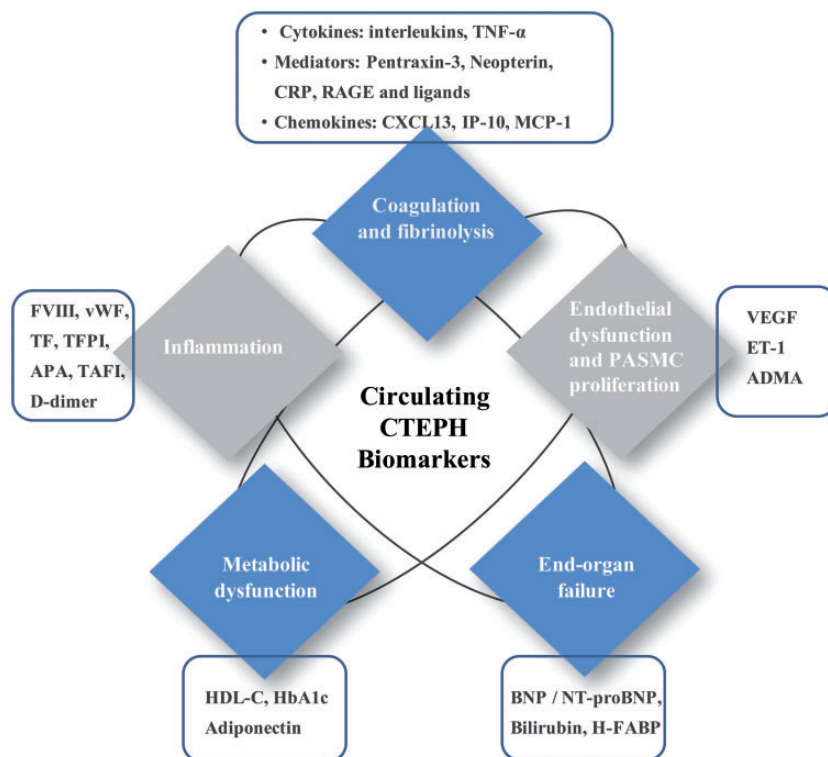 • Cytokines: interleukins, TNF-α
• Mediators: Pentraxin-3, Neopterin,
CRP, RAGE and ligands
• Chemokines: CXCL13, IP-10, MCP-1
Coagulation
and fibrinolysis
FVIII, vWF,
TF, TFPI,
APA, TAFI,
D-dimer
Inflammation
Endothelial
dysfunction
and PASMC
proliferation
VEGF
ET-1
ADMA
Circulating
CTEPH
Biomarkers
Metabolic
dysfunction
End-organ
failure
HDL-C, HbA1c
Adiponectin
BNP / NT-proBNP,
Bilirubin, H-FABP